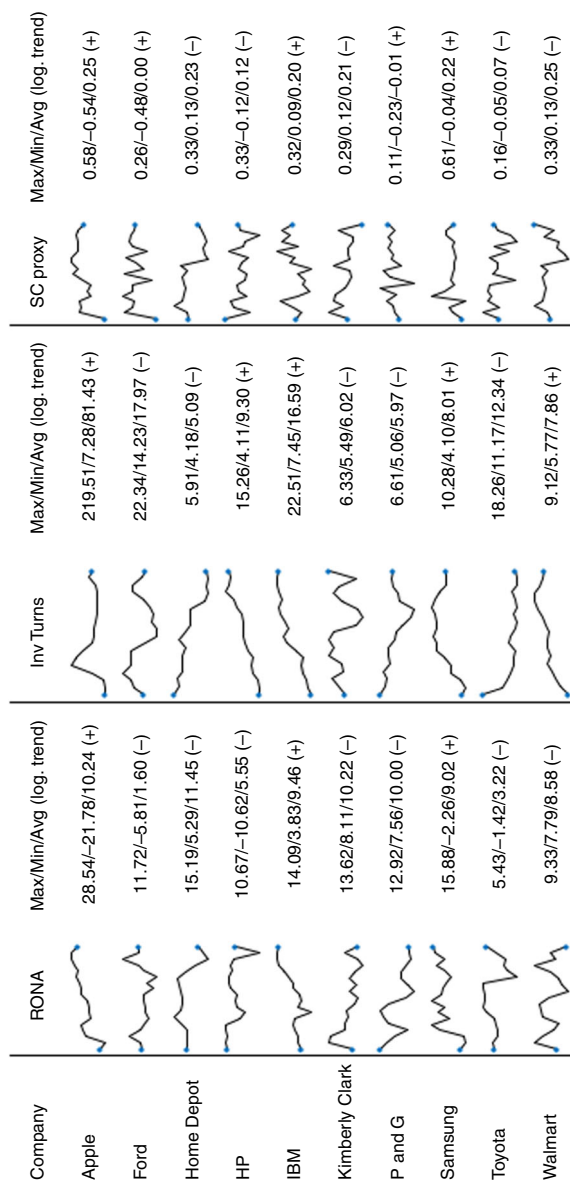 Company RONA Max/Min/Avg (log. trend) Inv Turns Max/Min/Avg (log. trend) SC proxy Max/Min/Avg (log. trend)
Apple 28.54/–21.78/10.24 (+) 219.51/7.28/81.43 (+) 0.58/–0.54/0.25 (+)
Ford 11.72/–5.81/1.60 (–) 22.34/14.23/17.97 (–) 0.26/–0.48/0.00 (+)
Home Depot 15.19/5.29/11.45 (–) 5.91/4.18/5.09 (–) 0.33/0.13/0.23 (–)
HP 10.67/–10.62/5.55 (–) 15.26/4.11/9.30 (+) 0.33/–0.12/0.12 (–)
IBM 14.09/3.83/9.46 (+) 22.51/7.45/16.59 (+) 0.32/0.09/0.20 (+)
Kimberly Clark 13.62/8.11/10.22 (–) 6.33/5.49/6.02 (–) 0.29/0.12/0.21 (–)
P and G 12.92/7.56/10.00 (–) 6.61/5.06/5.97 (–) 0.11/–0.23/–0.01 (+)
Samsung 15.88/–2.26/9.02 (+) 10.28/4.10/8.01 (+) 0.61/–0.04/0.22 (+)
Toyota 5.43/–1.42/3.22 (–) 18.26/11.17/12.34 (–) 0.16/–0.05/0.07 (–)
Walmart 9.33/7.79/8.58 (–) 9.12/5.77/7.86 (+) 0.33/0.13/0.25 (–)